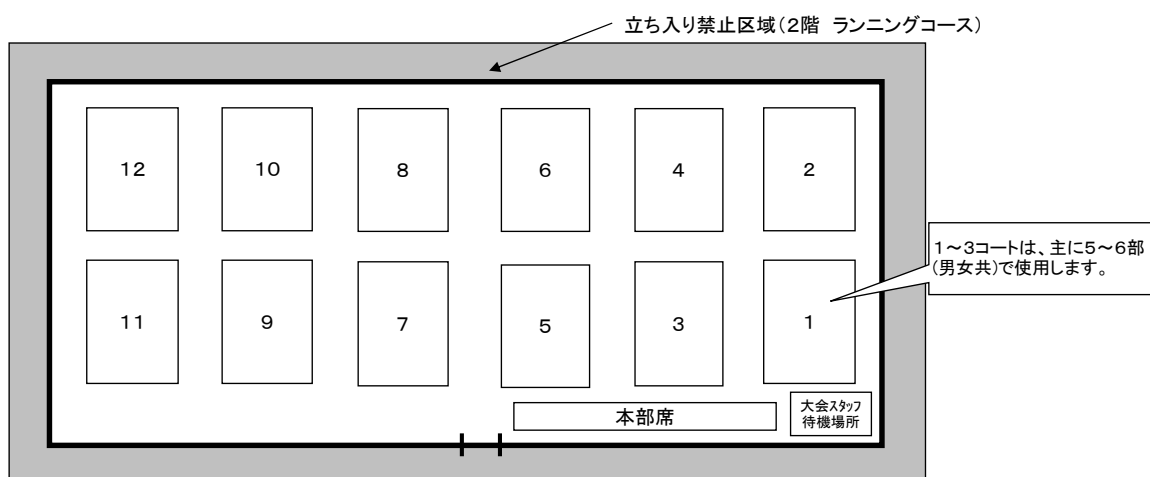 立ち入り禁止区域(2階 ランニングコース)
12
10
8
6
4
2
1～3コートは、主に5～6部
(男女共)で使用します。
11
9
7
5
3
1
本部席
大会スタッフ
待機場所